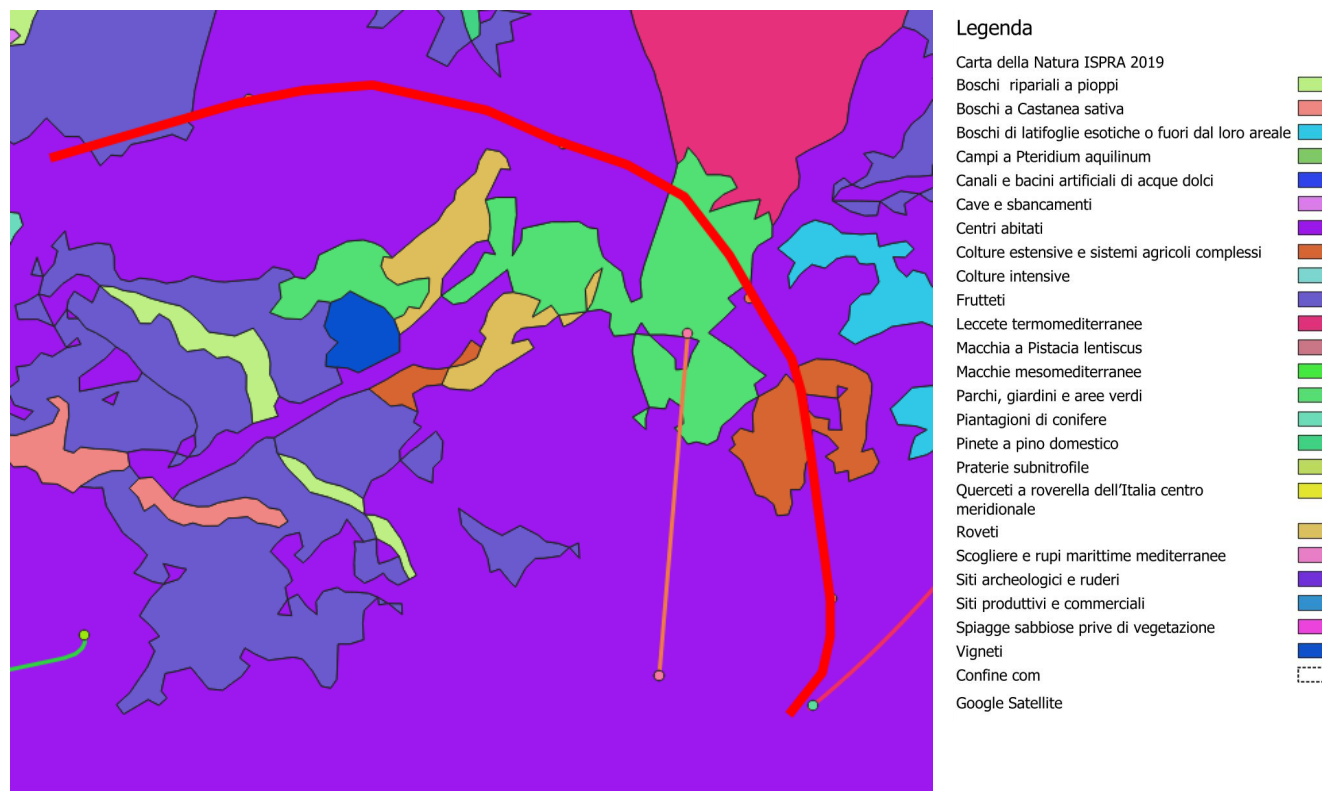 Legenda
Carta della Natura ISPRA 2019
Boschi ripariali a pioppi
Boschi a Castanea sativa
Boschi di latifoglie esotiche o fuori dal loro areale
Campi a Pteridium aquilinum
Canali e bacini artificiali di acque dolci
Cave e sbancamenti
Centri abitati
Colture estensive e sistemi agricoli complessi
Colture intensive
Frutteti
Leccete termomediterranee
Macchia a Pistacia lentiscus
Macchie mesomediterranee
Parchi, giardini e aree verdi
Piantagioni di conifere
Pinete a pino domestico
Praterie subnitrofile
Querceti a roverella dell'Italia centro
meridionale
Roveti
Scogliere e rupi marittime mediterranee
Siti archeologici e ruderi
Siti produttivi e commerciali
Spiagge sabbiose prive di vegetazione
Vigneti
Confine com
Google Satellite